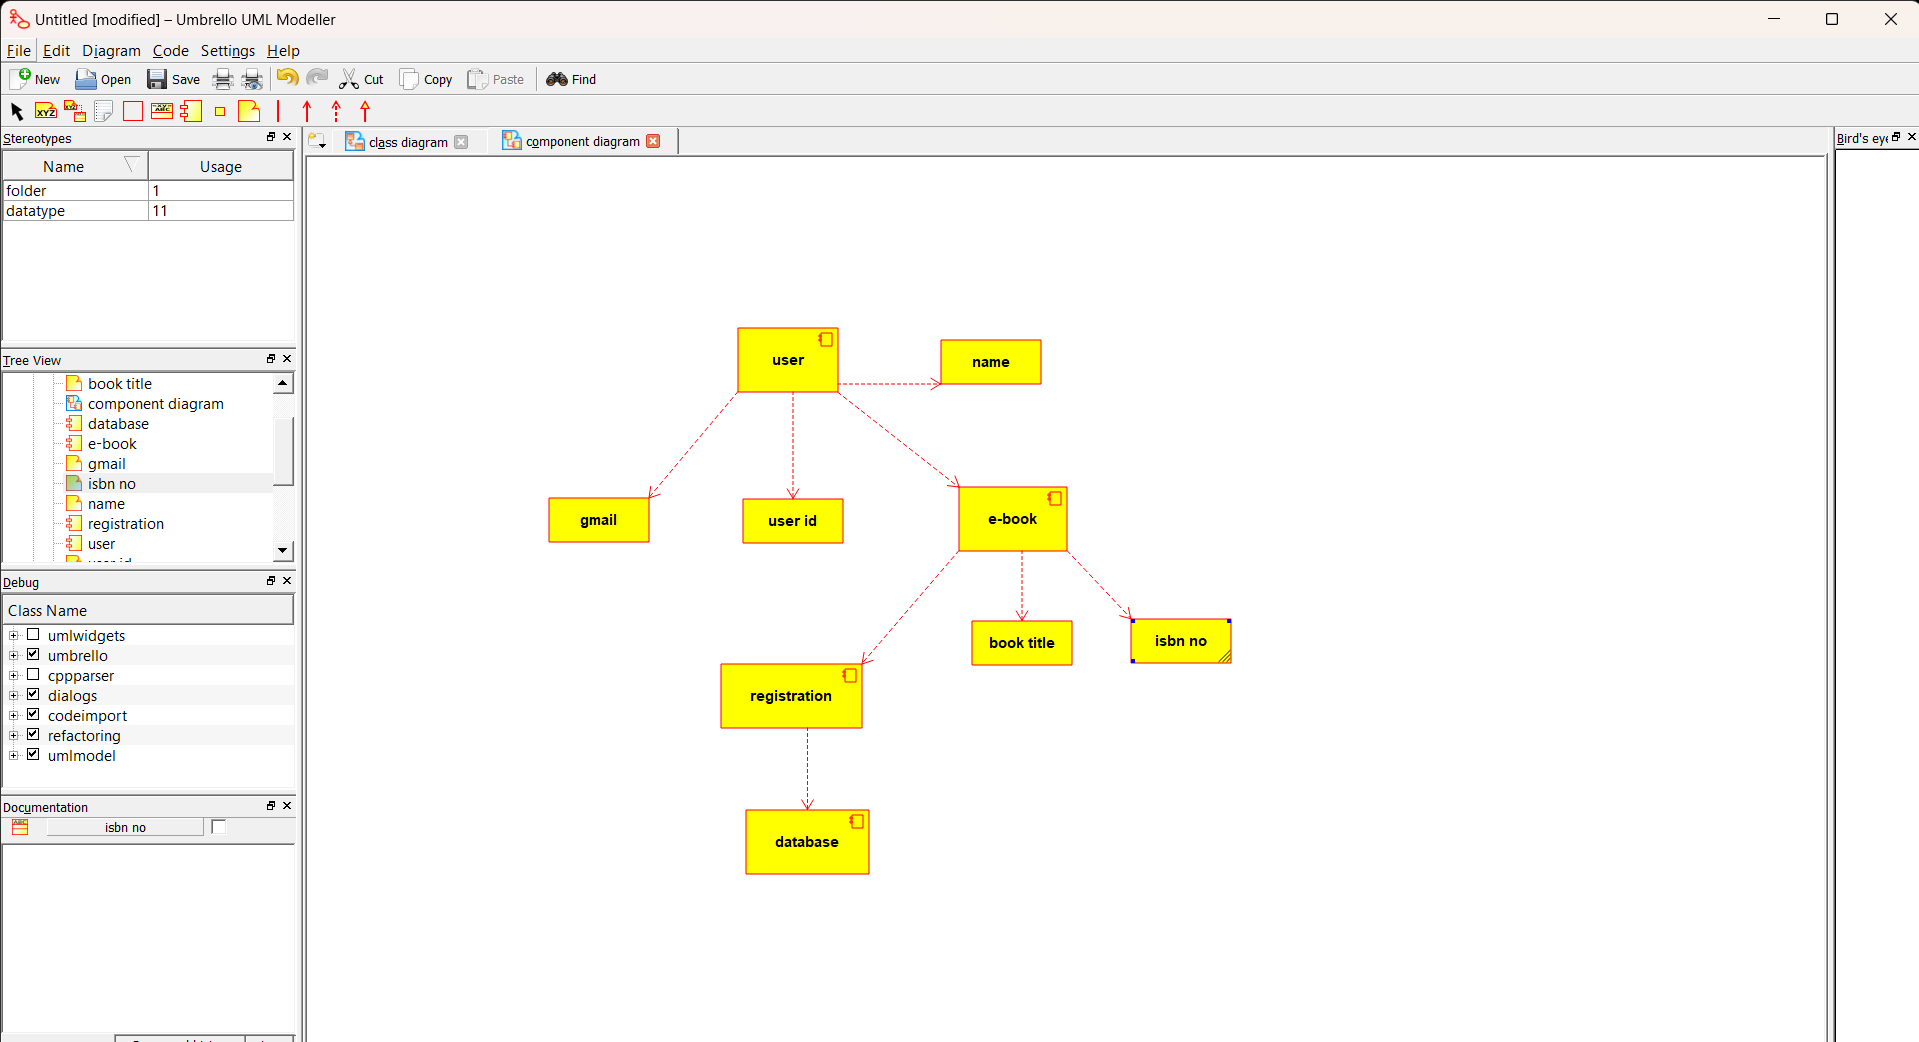 Untitled [modified] – Umbrello UML Modeller
File Edit Diagram Code Settings Help
New Open Save Cut Copy Paste Find
Stereotypes
Name Usage
folder 1
datatype 11
Tree View
book title
component diagram
database
e-book
gmail
isbn no
name
registration
user
Debug
Class Name
umlwidgets
umbrello
cppparser
dialogs
codeimport
refactoring
umlmodel
Documentation
isbn no
class diagram component diagram
user
name
gmail
user id
e-book
book title
isbn no
registration
database
Bird's eye